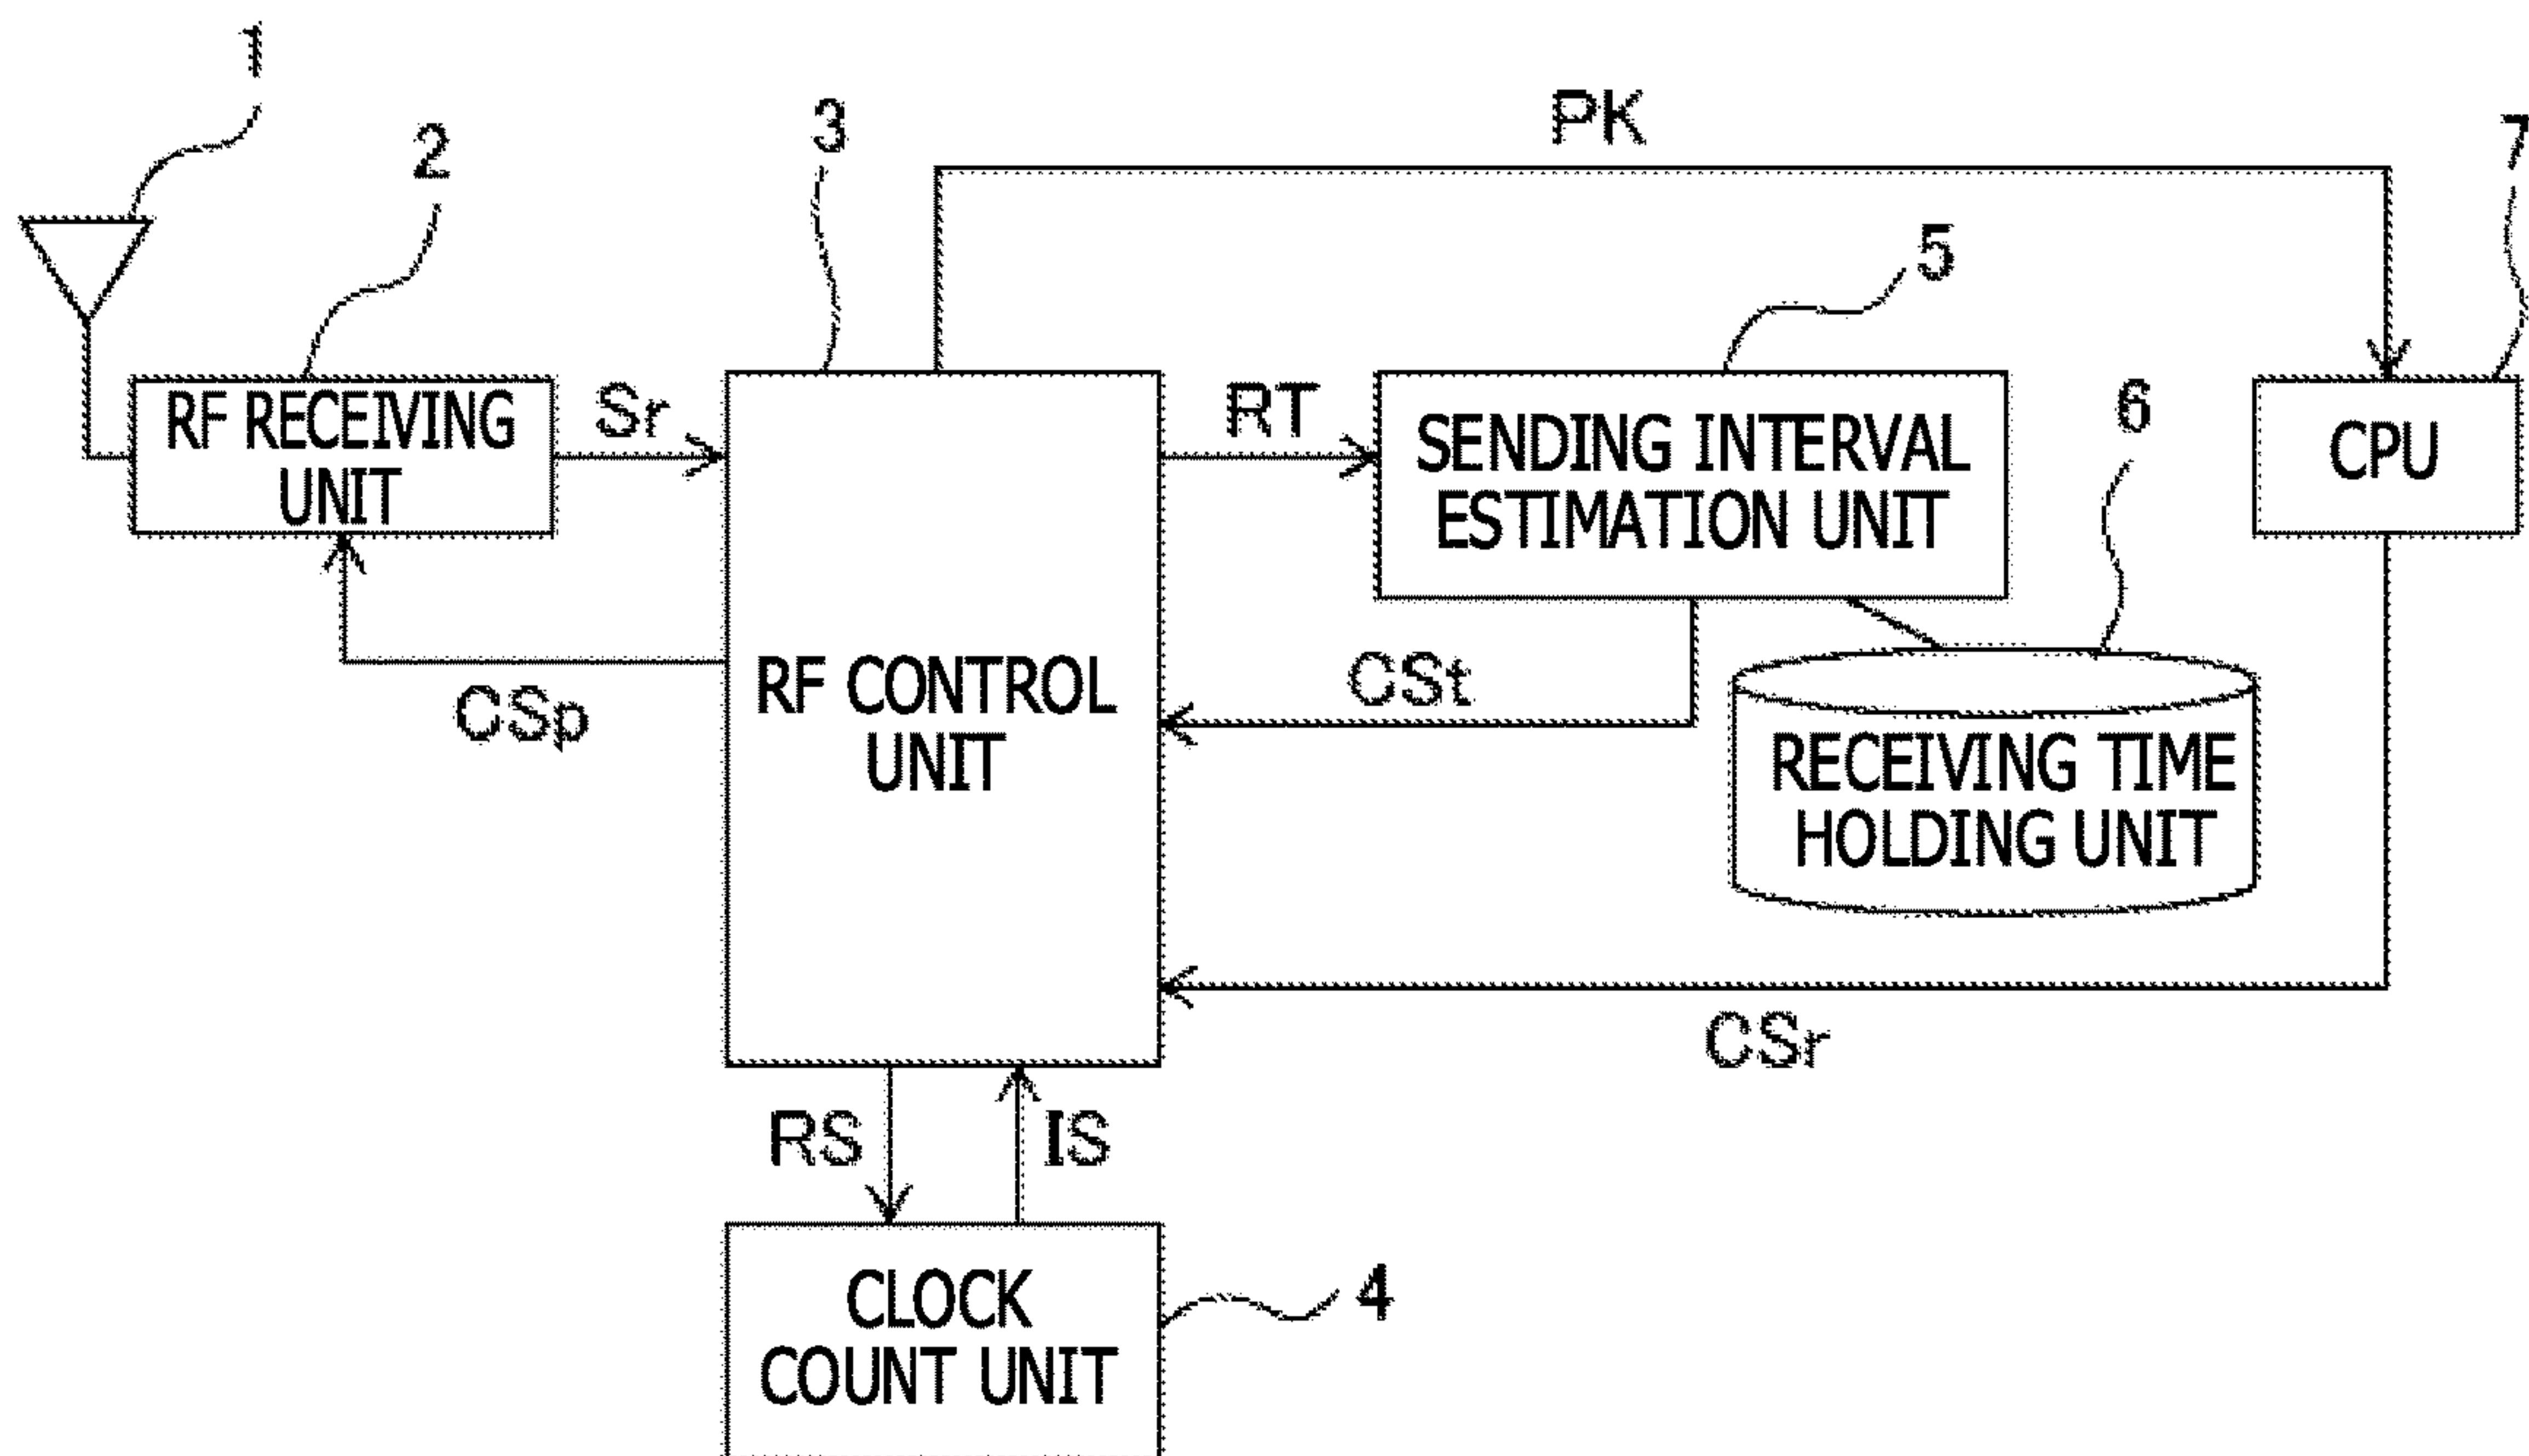 1
2
3
PK
7
5
RF RECEIVING
UNIT
Sr
RT
SENDING INTERVAL
ESTIMATION UNIT
6
CPU
CSp
RF CONTROL
UNIT
CSt
RECEIVING TIME
HOLDING UNIT
CSr
RS
IS
CLOCK
COUNT UNIT
4